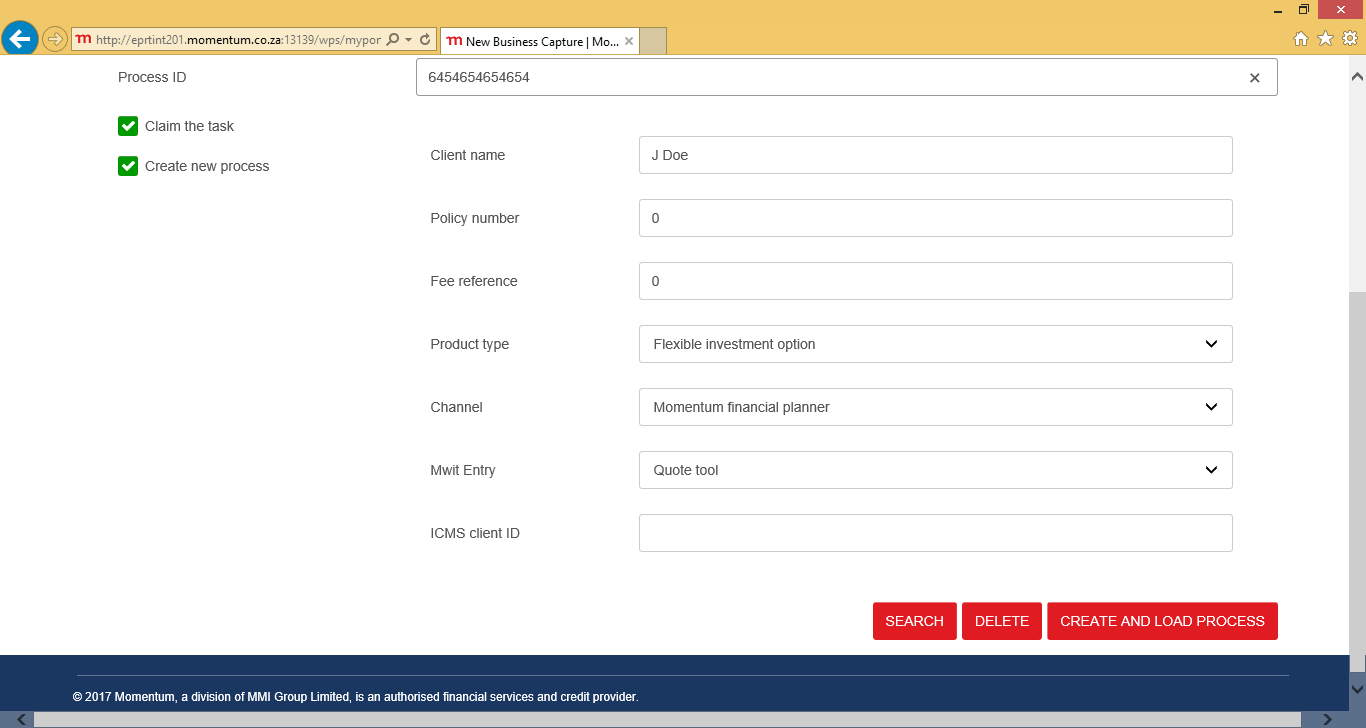 http://eprtint201.momentum.co.za:13139/wps/mypor
m New Business Capture | Mo...
Process ID
6454654654654
Claim the task
Create new process
Client name
J Doe
Policy number
0
Fee reference
0
Product type
Flexible investment option
Channel
Momentum financial planner
Mwit Entry
Quote tool
ICMS client ID
SEARCH
DELETE
CREATE AND LOAD PROCESS
© 2017 Momentum, a division of MMI Group Limited, is an authorised financial services and credit provider.